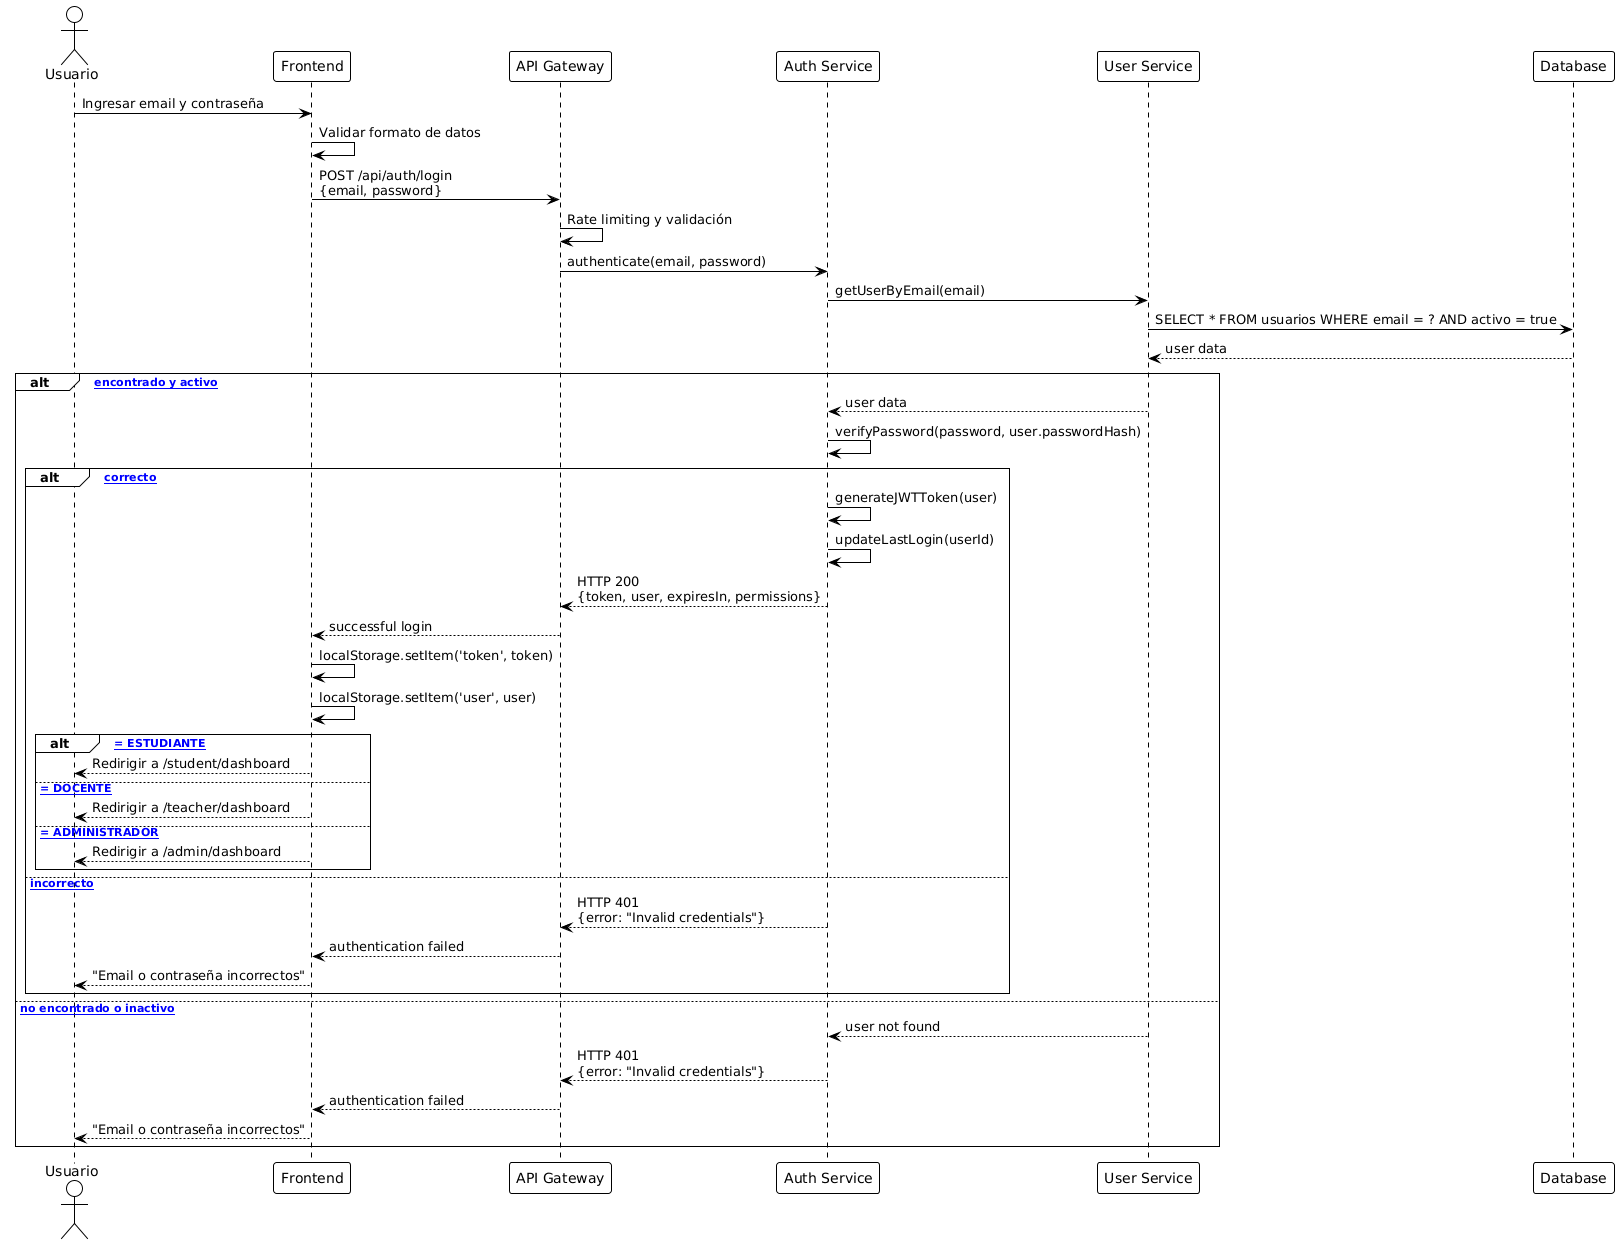 Usuario
Frontend
API Gateway
Auth Service
User Service
Database
Ingresar email y contraseña
Validar formato de datos
POST /api/auth/login
{email, password}
Rate limiting y validación
authenticate(email, password)
getUserByEmail(email)
SELECT * FROM usuarios WHERE email = ? AND activo = true
user data
alt
encontrado y activo
user data
verifyPassword(password, user.passwordHash)
alt
correcto
generateJWTToken(user)
updateLastLogin(userId)
HTTP 200
{token, user, expiresIn, permissions}
successful login
localStorage.setItem('token', token)
localStorage.setItem('user', user)
alt
= ESTUDIANTE
Redirigir a /student/dashboard
= DOCENTE
Redirigir a /teacher/dashboard
= ADMINISTRADOR
Redirigir a /admin/dashboard
incorrecto
HTTP 401
{error: "Invalid credentials"}
authentication failed
"Email o contraseña incorrectos"
no encontrado o inactivo
user not found
HTTP 401
{error: "Invalid credentials"}
authentication failed
"Email o contraseña incorrectos"
Usuario
Frontend
API Gateway
Auth Service
User Service
Database